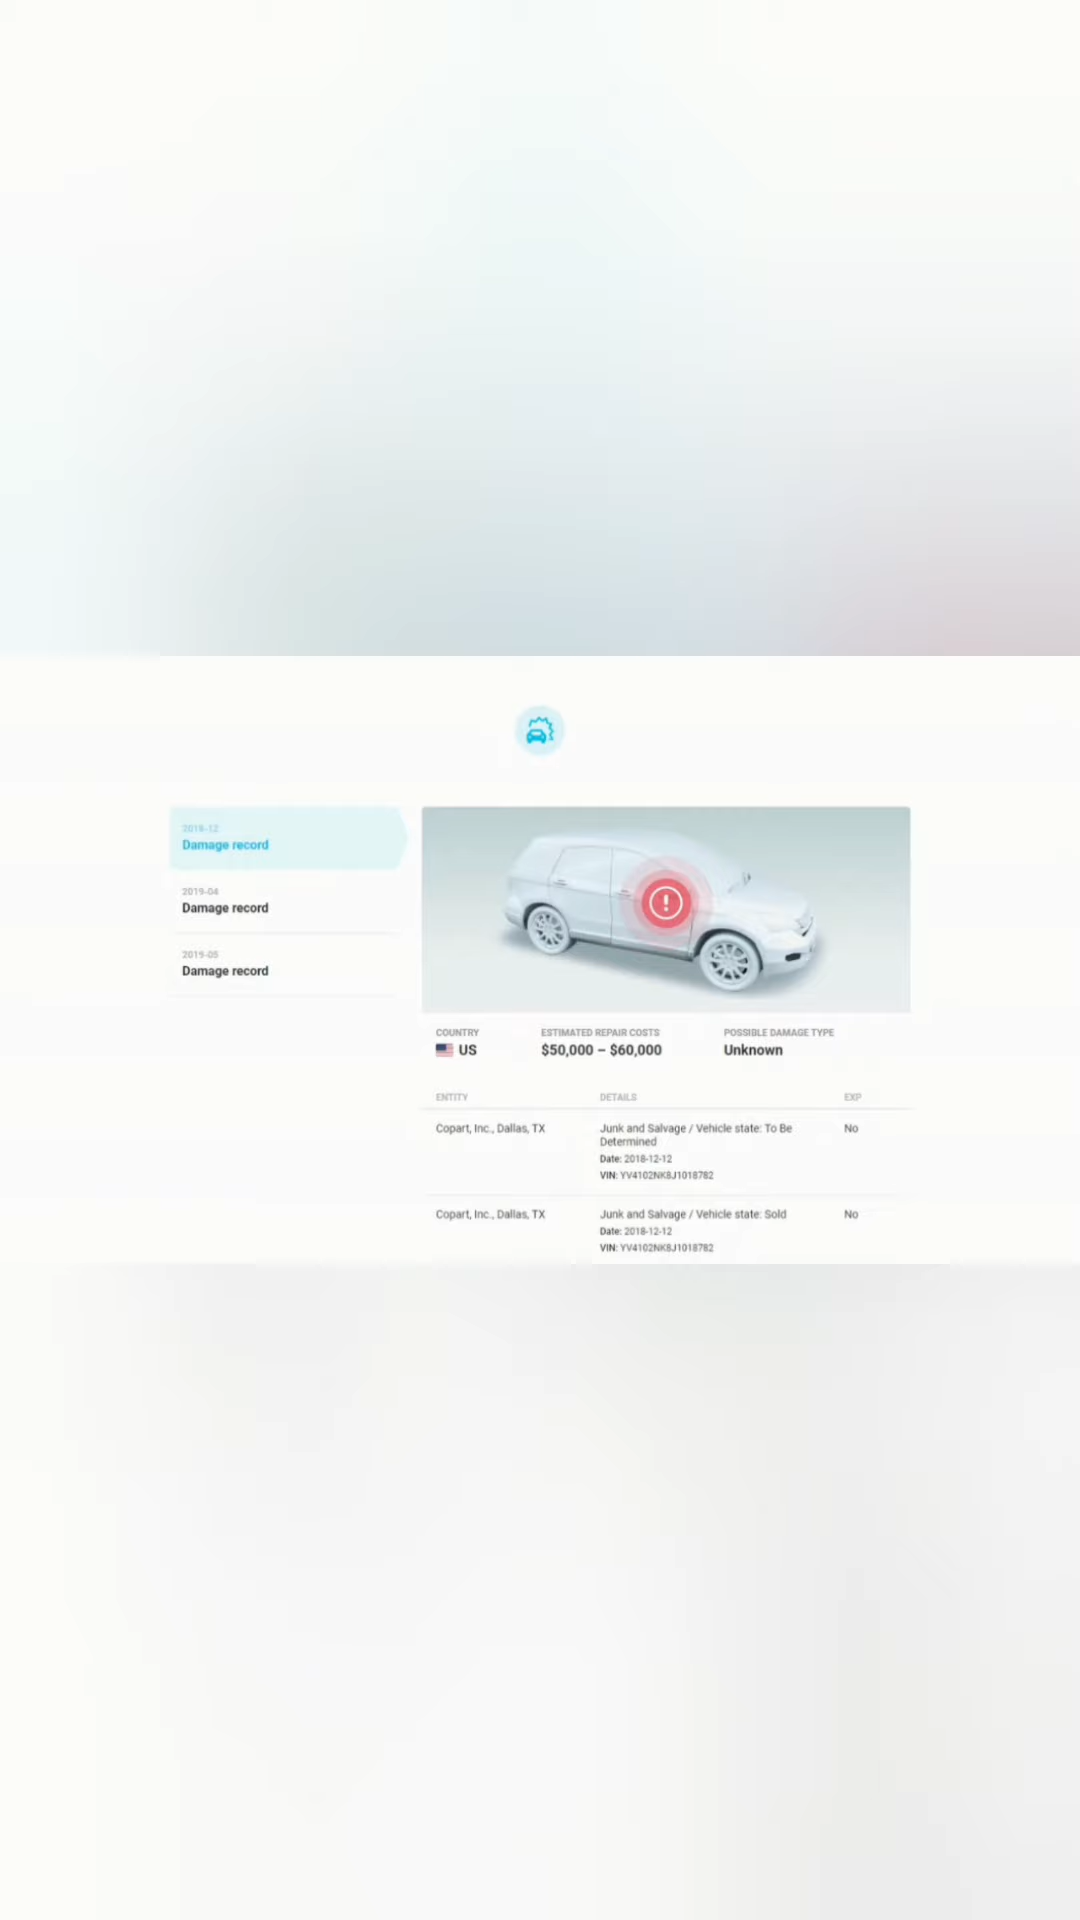 2018-12
Damage record
2019-04
Damage record
2019-05
Damage record
COUNTRY
US
ESTIMATED REPAIR COSTS
$50,000 – $60,000
POSSIBLE DAMAGE TYPE
Unknown
ENTITY DETAILS EXP
Copart, Inc., Dallas, TX
Junk and Salvage / Vehicle state: To Be
Determined
Date: 2018-12-12
VIN: YV4102NK8J1018782
No
Copart, Inc., Dallas, TX
Junk and Salvage / Vehicle state: Sold
Date: 2018-12-12
VIN: YV4102NK8J1018782
No